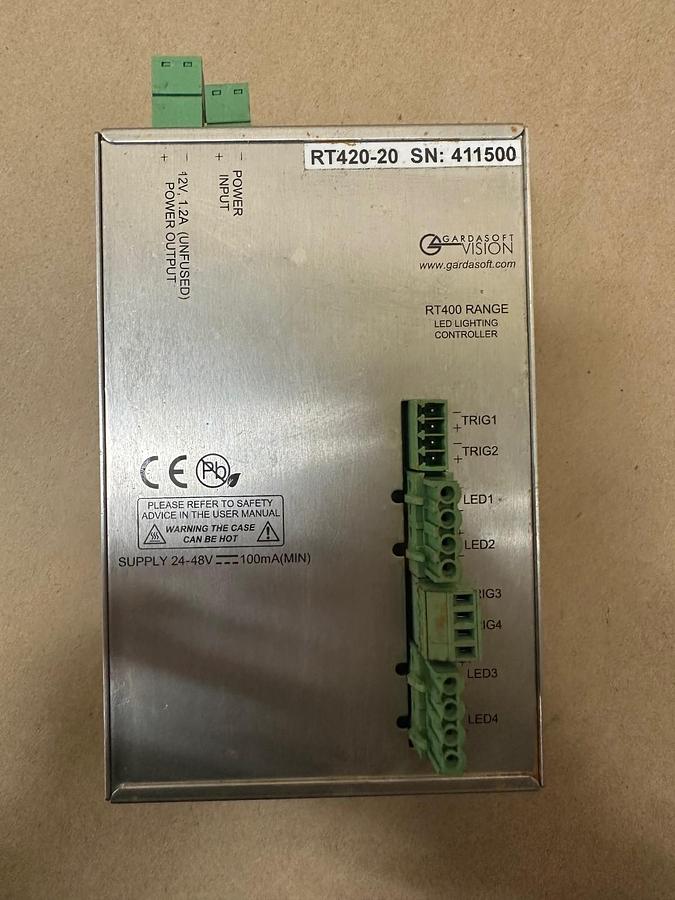 RT420-20 SN: 411500
- +
POWER
INPUT
- +
12V, 1.2A (UNFUSED)
POWER OUTPUT
GARDASOFT
VISION
www.gardasoft.com
RT400 RANGE
LED LIGHTING
CONTROLLER
−
+ TRIG1
−
+ TRIG2
LED1
LED2
RIG3
RIG4
LED3
LED4
CE Pb
PLEASE REFER TO SAFETY
ADVICE IN THE USER MANUAL
WARNING THE CASE
CAN BE HOT
SUPPLY 24-48V ⎓ 100mA(MIN)